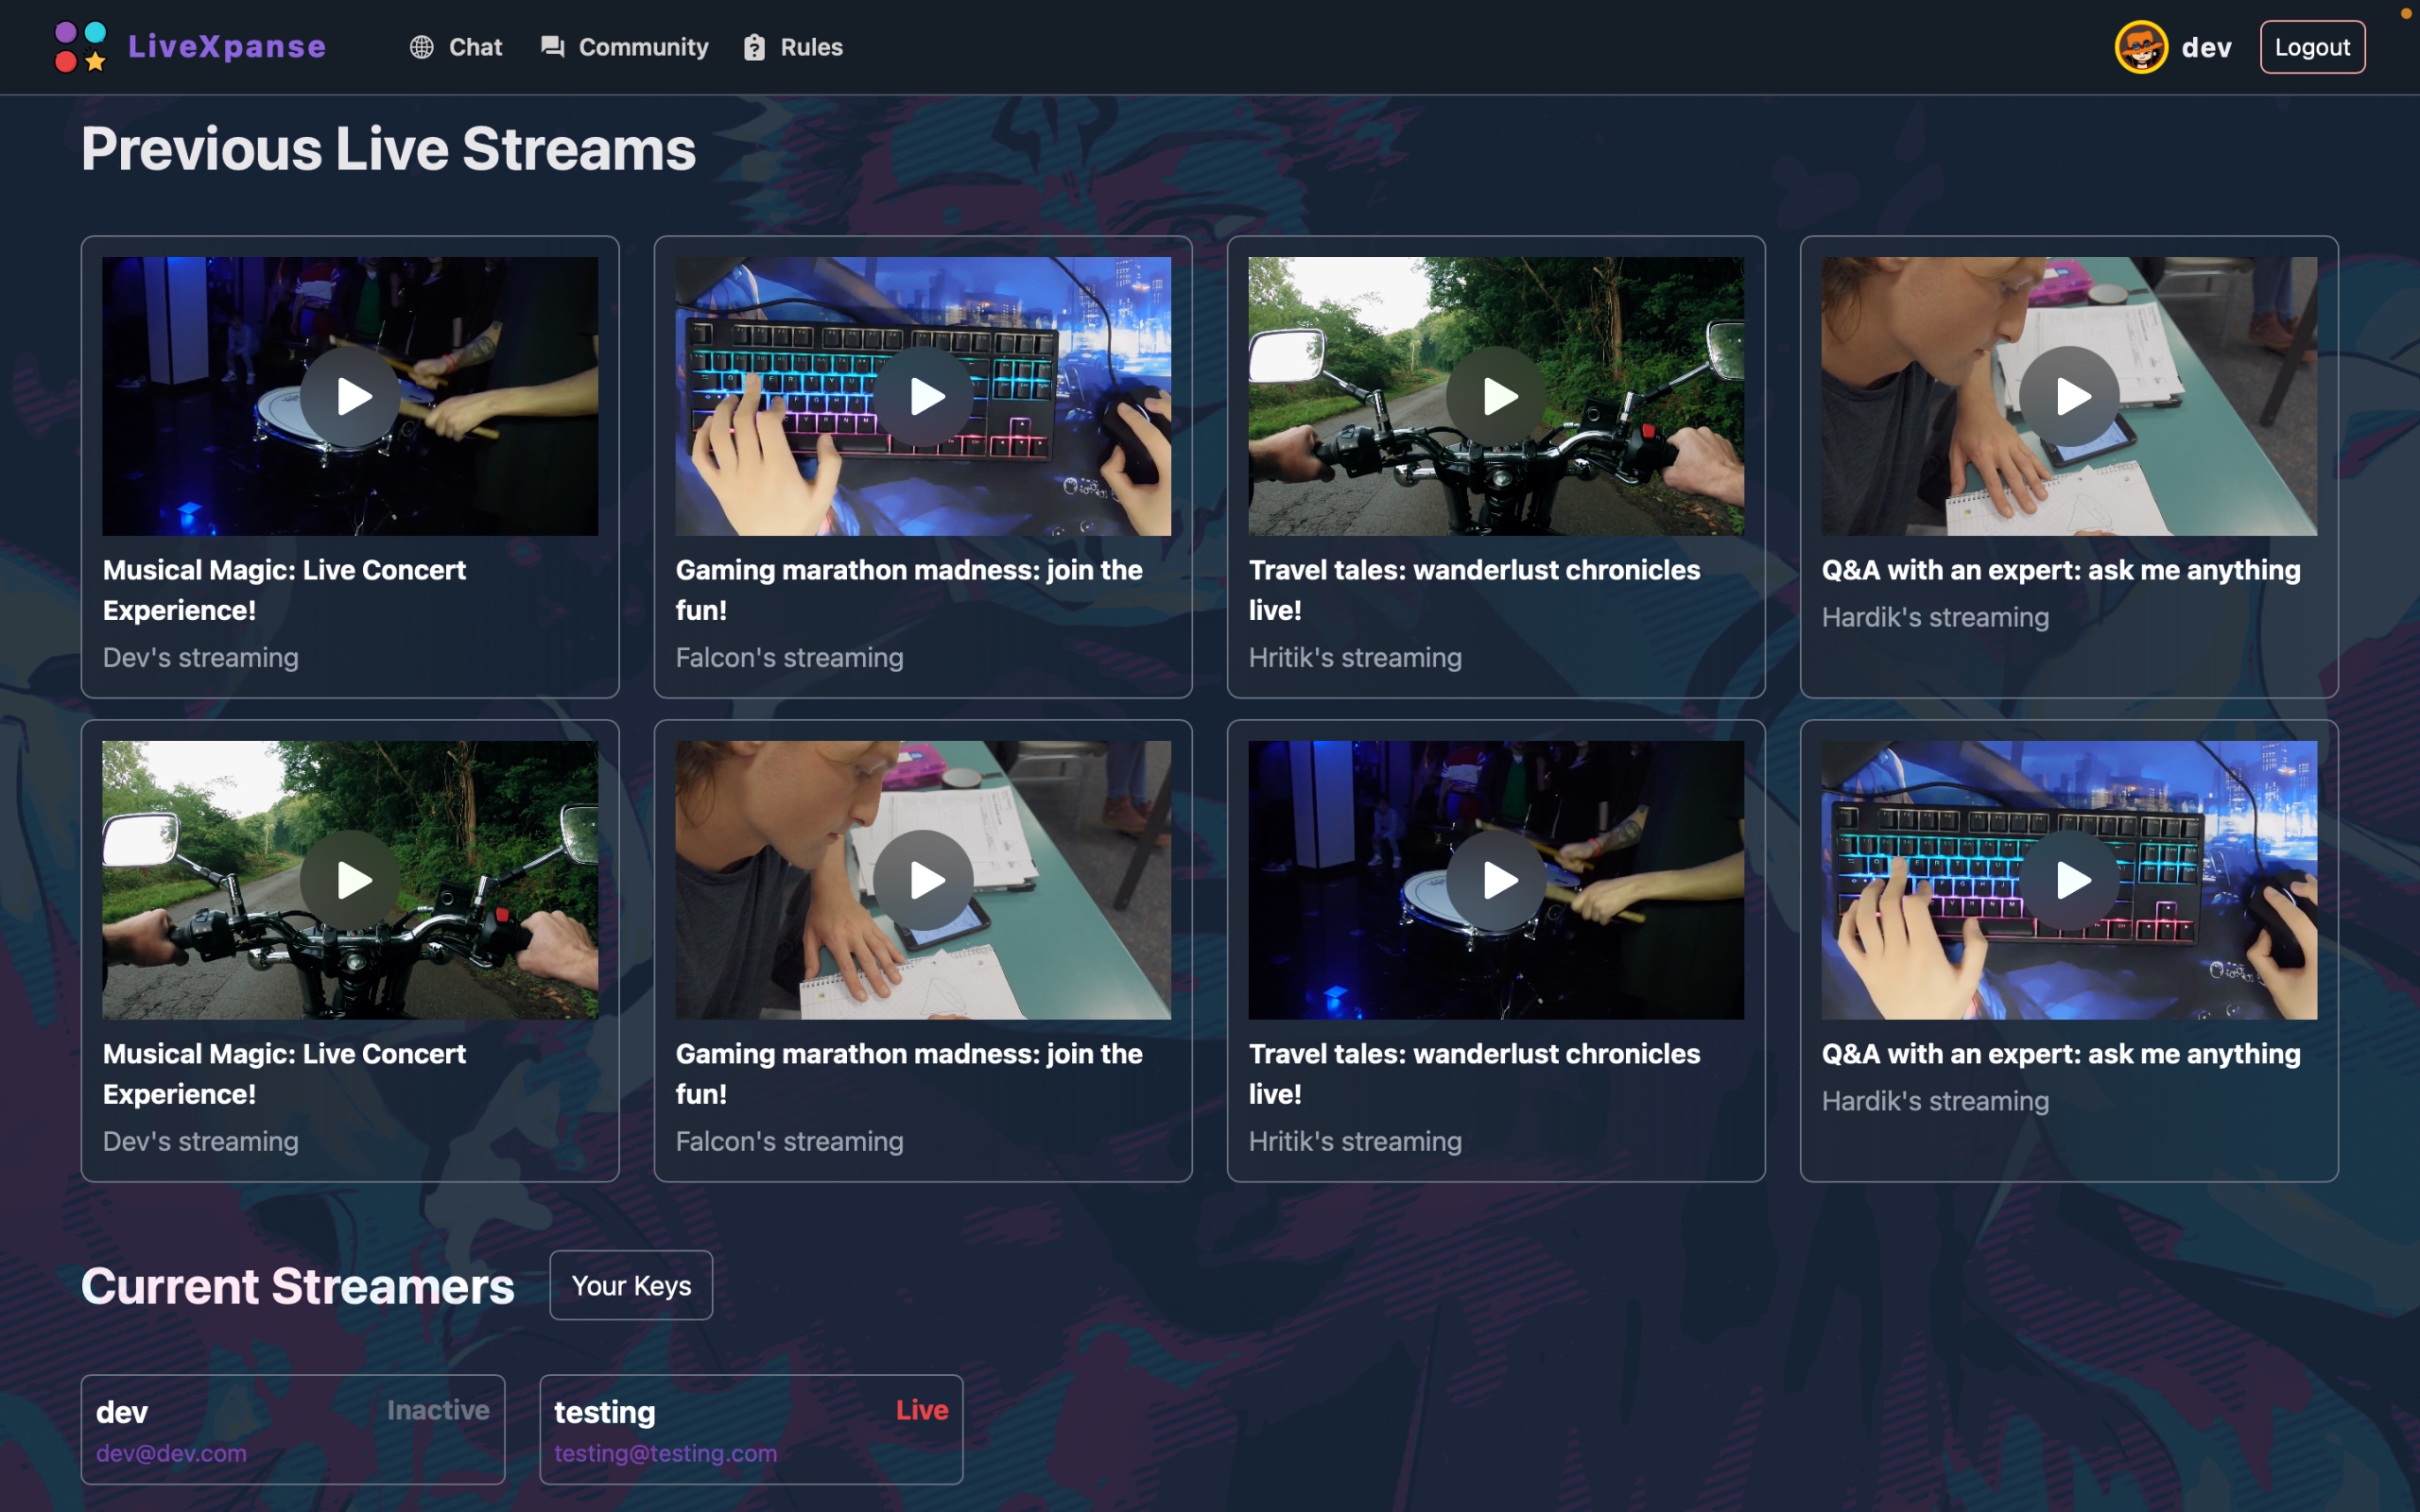 LiveXpanse
Chat
Community
Rules
dev
Logout
Previous Live Streams
Musical Magic: Live Concert
Experience!
Dev's streaming
Gaming marathon madness: join the
fun!
Falcon's streaming
Travel tales: wanderlust chronicles
live!
Hritik's streaming
Q&A with an expert: ask me anything
Hardik's streaming
Musical Magic: Live Concert
Experience!
Dev's streaming
Gaming marathon madness: join the
fun!
Falcon's streaming
Travel tales: wanderlust chronicles
live!
Hritik's streaming
Q&A with an expert: ask me anything
Hardik's streaming
Current Streamers
Your Keys
dev
Inactive
dev@dev.com
testing
Live
testing@testing.com